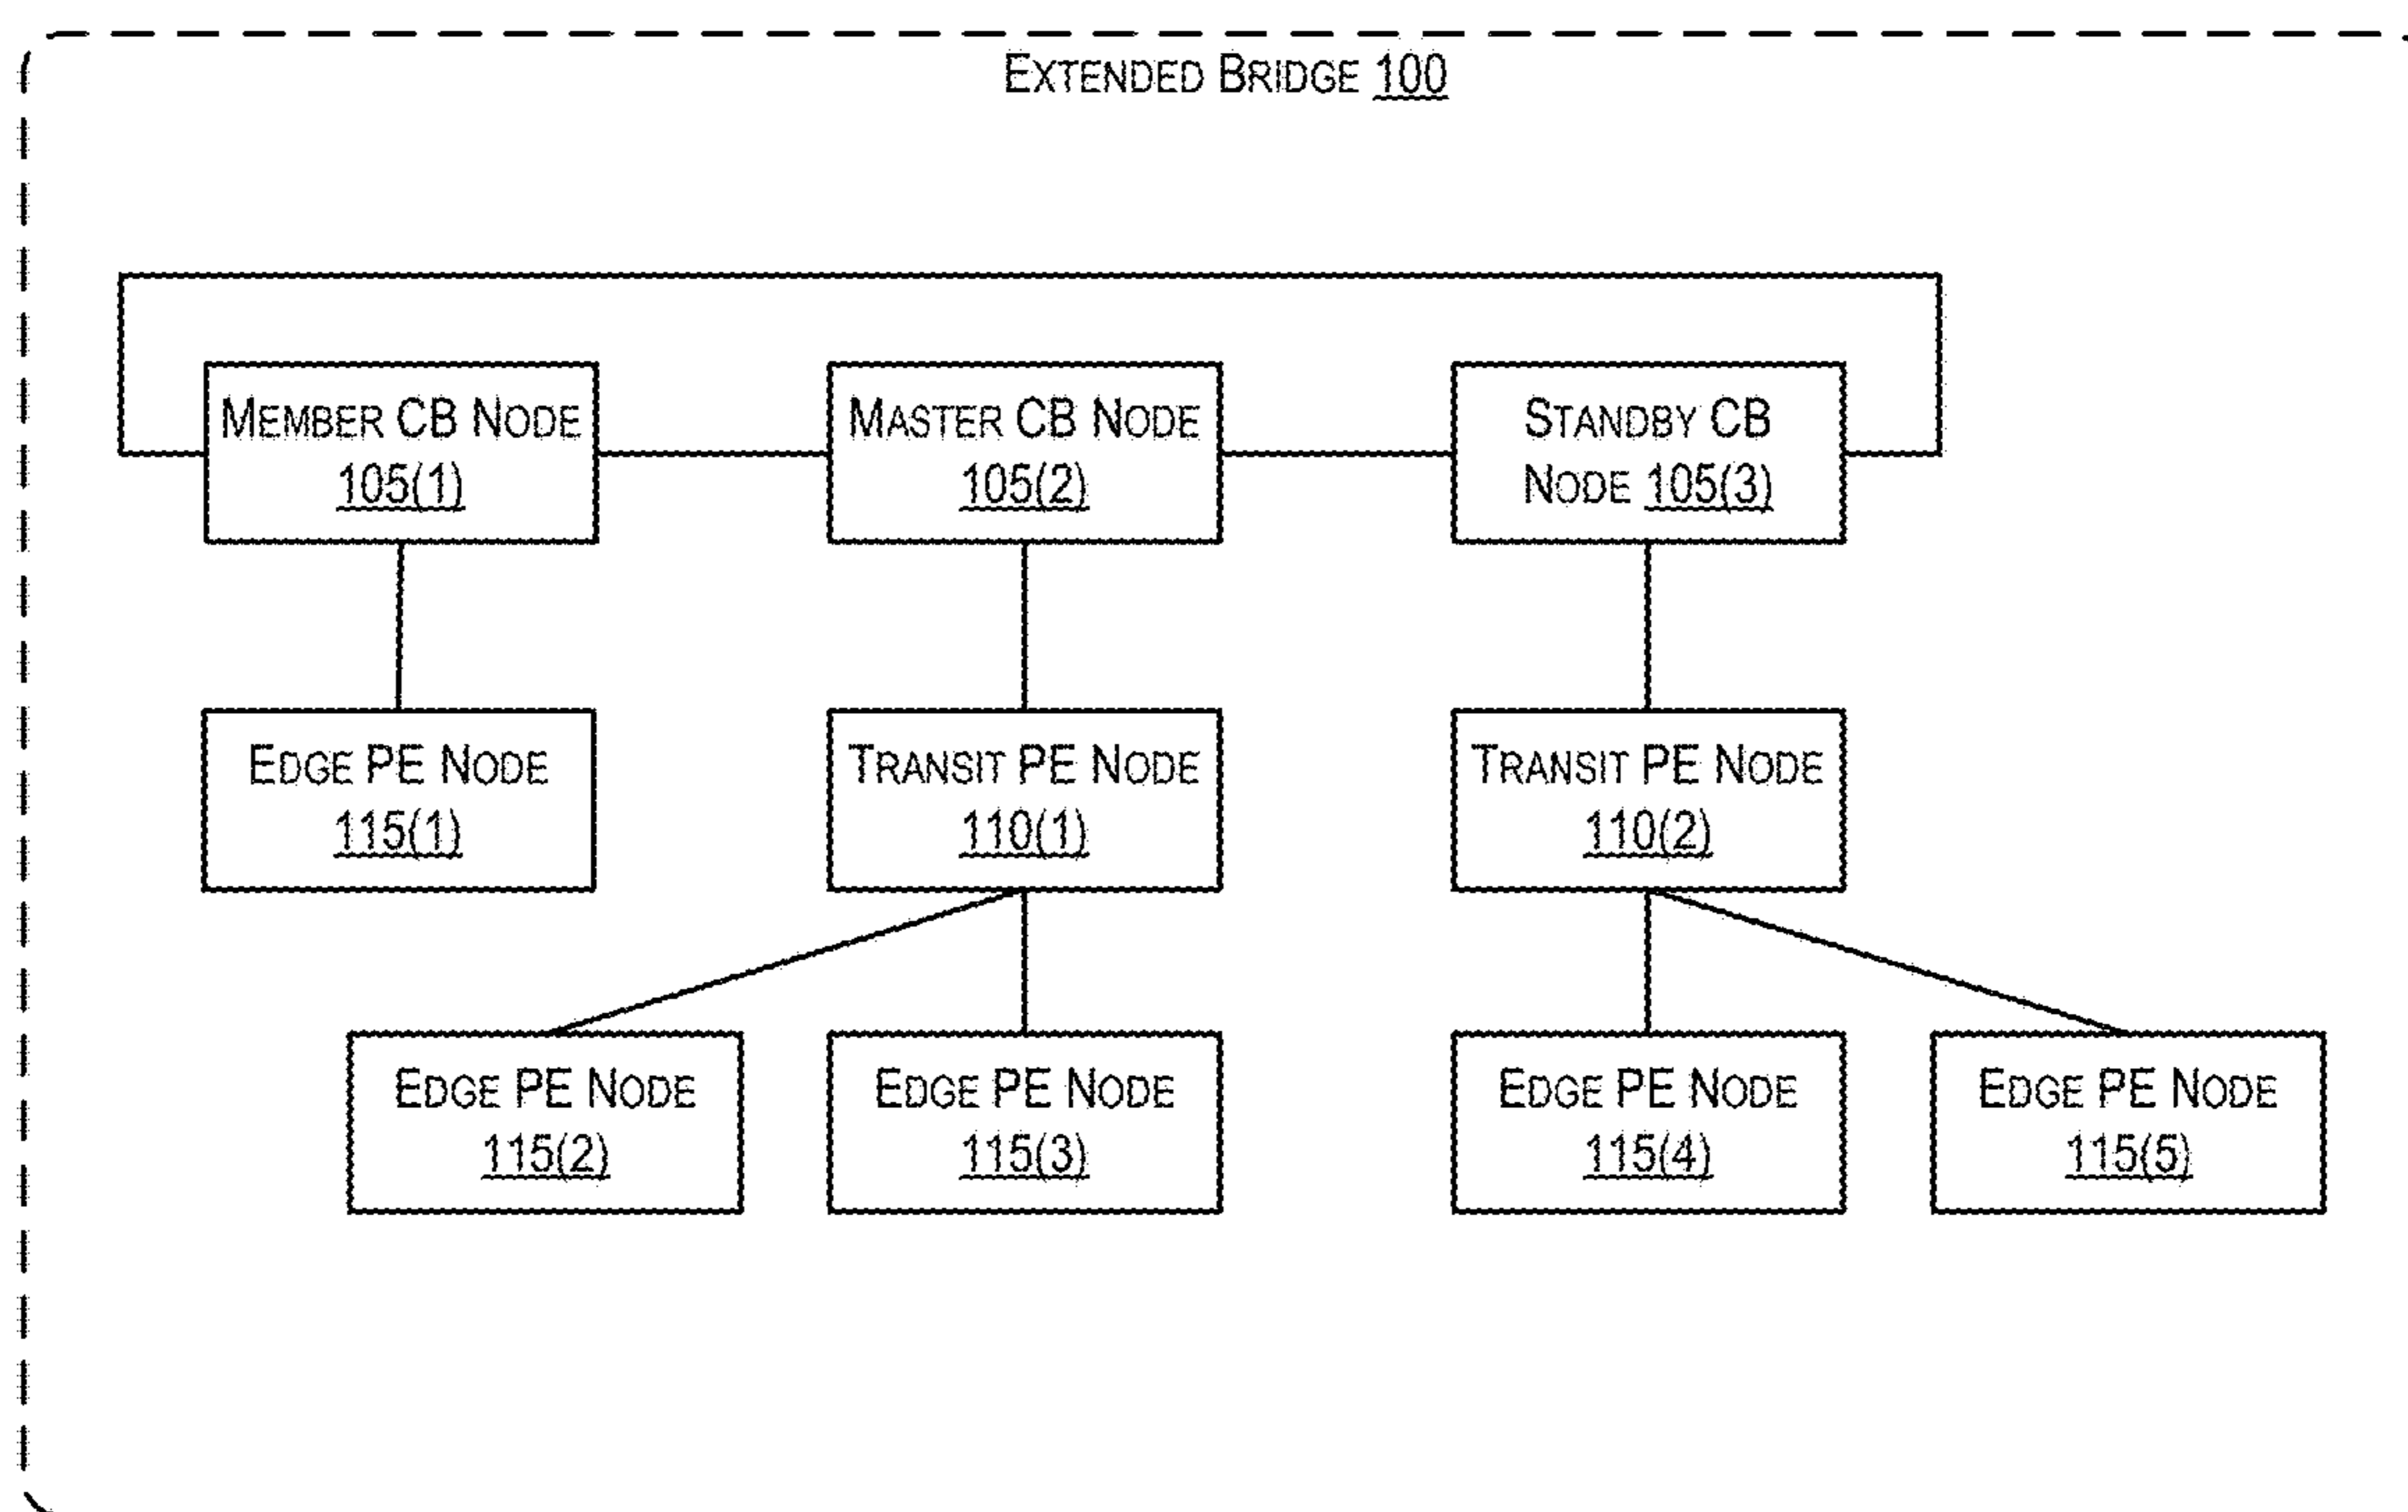 EXTENDED BRIDGE 100
MEMBER CB NODE
105(1)
MASTER CB NODE
105(2)
STANDBY CB
NODE 105(3)
EDGE PE NODE
115(1)
TRANSIT PE NODE
110(1)
TRANSIT PE NODE
110(2)
EDGE PE NODE
115(2)
EDGE PE NODE
115(3)
EDGE PE NODE
115(4)
EDGE PE NODE
115(5)